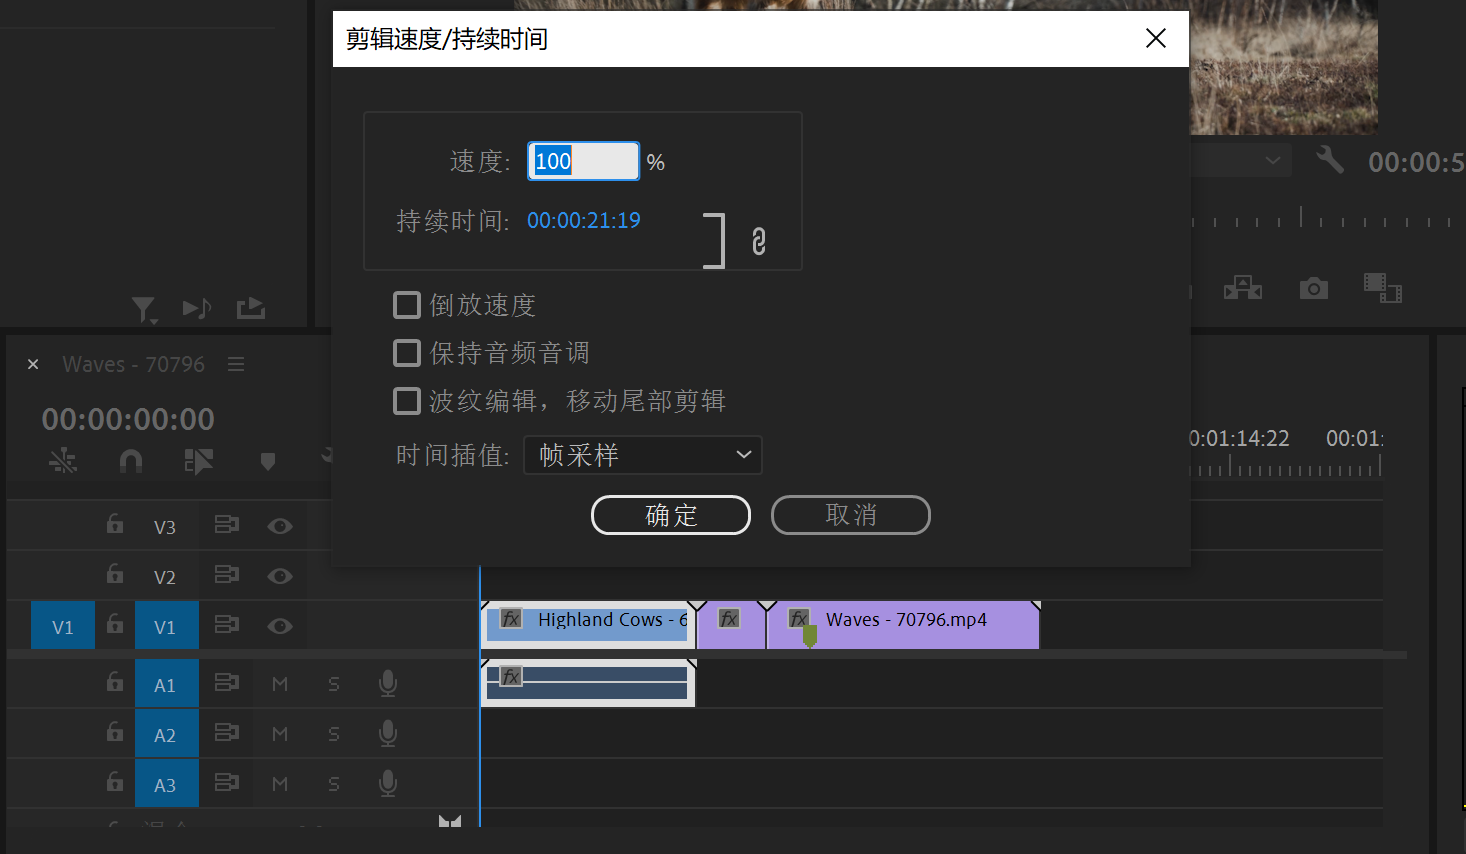 剪辑速度/持续时间
速度: 100 %
持续时间: 00:00:21:19
倒放速度
保持音频音调
波纹编辑，移动尾部剪辑
时间插值: 帧采样
确定 取消
00:00:5
Waves - 70796
00:00:00:00
0:01:14:22 00:01:
V3
V2
V1 V1 fx Highland Cows - 6 fx fx Waves - 70796.mp4
A1 M S fx
A2 M S
A3 M S